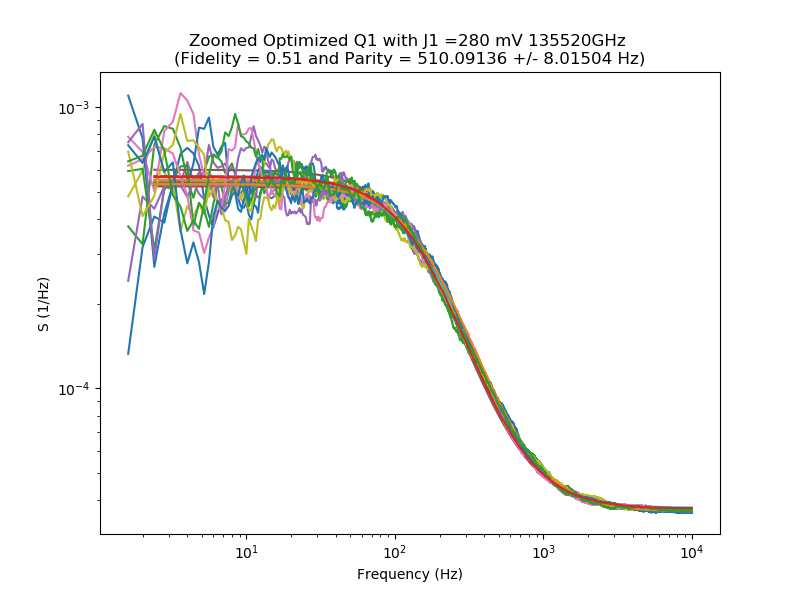 Zoomed Optimized Q1 with J1 =280 mV 135520GHz
(Fidelity = 0.51 and Parity = 510.09136 +/- 8.01504 Hz)
10⁻³
10⁻⁴
S (1/Hz)
10¹ 10² 10³ 10⁴
Frequency (Hz)